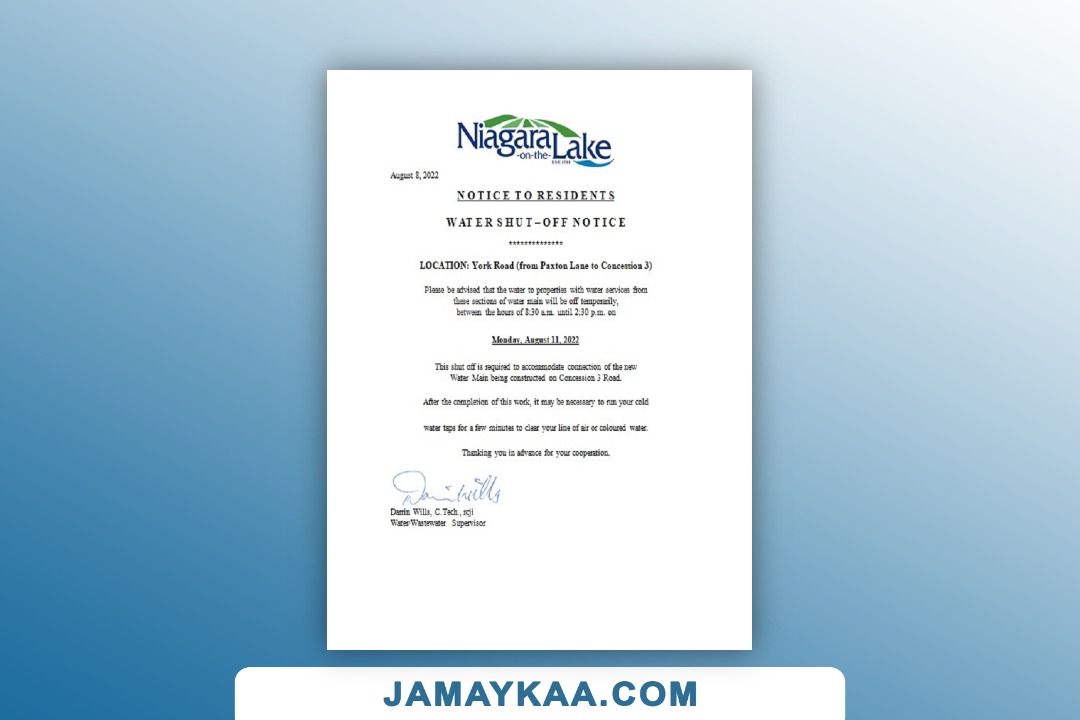 Niagara
-on-the-
Lake
August 8, 2022
NOTICE TO RESIDENTS
WATER SHUT–OFF NOTICE
**************
LOCATION: York Road (from Paxton Lane to Concession 3)
Please be advised that the water to properties with water services from
these sections of water main will be off temporarily,
between the hours of 8:30 a.m. until 2:30 p.m. on
Monday, August 11, 2022
This shut off is required to accommodate connection of the new
Water Main being constructed on Concession 3 Road.
After the completion of this work, it may be necessary to run your cold
water taps for a few minutes to clear your line of air or coloured water.
Thanking you in advance for your cooperation.
Darrin Wills, C.Tech., rcji
Water/Wastewater Supervisor
JAMAYKAA.COM